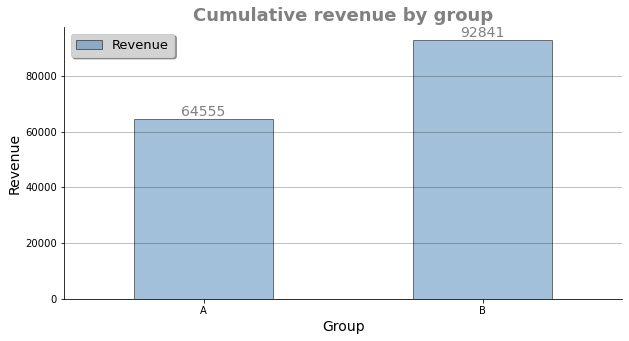 Cumulative revenue by group
Revenue
92841
64555
80000
60000
40000
20000
0
Revenue
A
B
Group